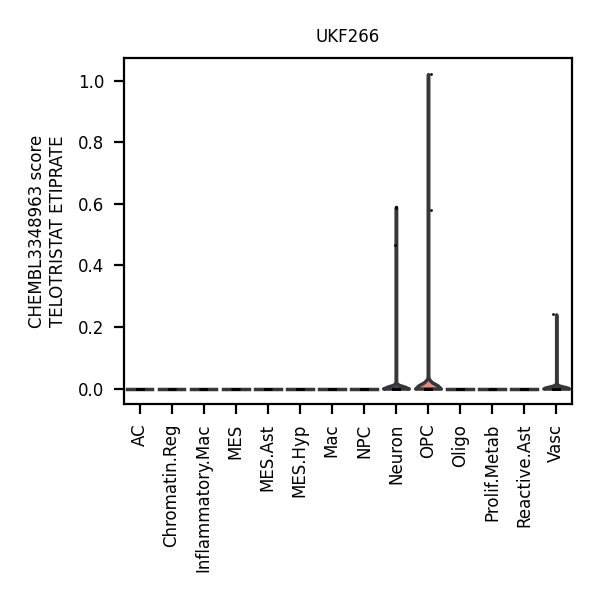 UKF266
CHEMBL3348963 score
TELOTRISTAT ETIPRATE
1.0
0.8
0.6
0.4
0.2
0.0
AC
Chromatin.Reg
Inflammatory.Mac
MES
MES.Ast
MES.Hyp
Mac
NPC
Neuron
OPC
Oligo
Prolif.Metab
Reactive.Ast
Vasc